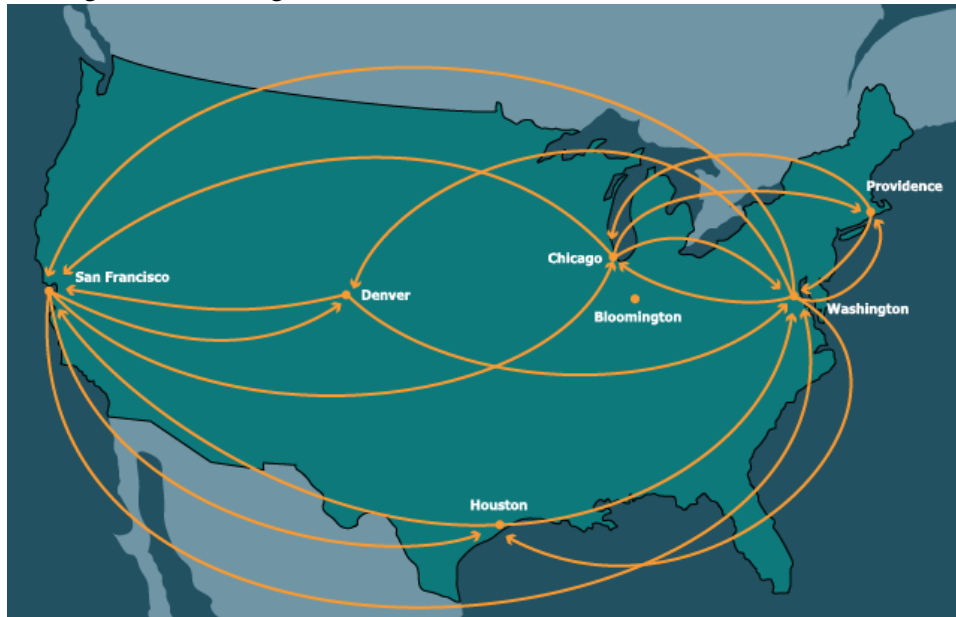 Providence
Chicago
San Francisco
Denver
Bloomington
Washington
Houston